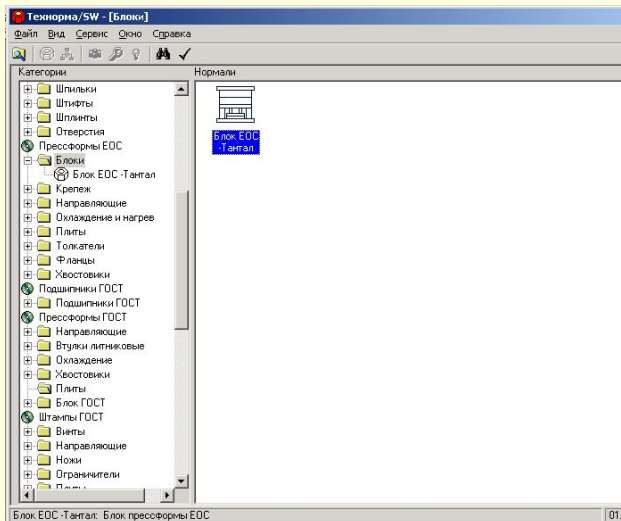 Технорма/SW - [Блоки]
Файл Вид Сервис Окно Справка
Категории
Нормали
Шпильки
Штифты
Шплинты
Отверстия
Прессформы ЕОС
Блоки
Блок ЕОС -Тантал
Крепеж
Направляющие
Охлаждение и нагрев
Плиты
Толкатели
Фланцы
Хвостовики
Подшипники ГОСТ
Подшипники ГОСТ
Прессформы ГОСТ
Направляющие
Втулки литниковые
Охлаждение
Хвостовики
Плиты
Блок ГОСТ
Штампы ГОСТ
Винты
Направляющие
Ножи
Ограничители
Блок ЕОС
-Тантал
Блок ЕОС -Тантал: Блок прессформы ЕОС
01.